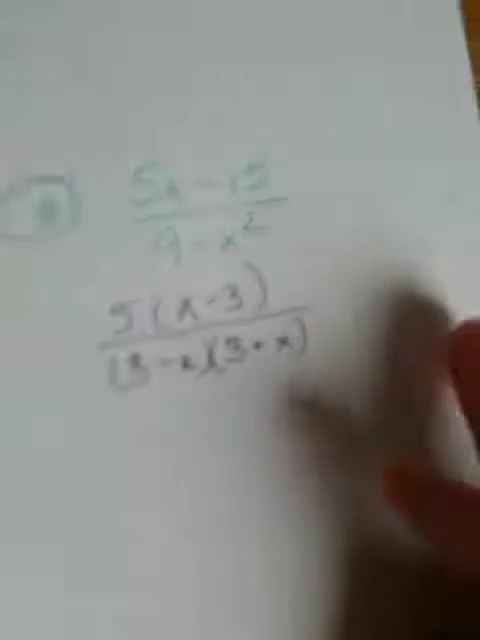 5x - 15
9 - x²
5(x - 3)
(3 - x)(3 + x)